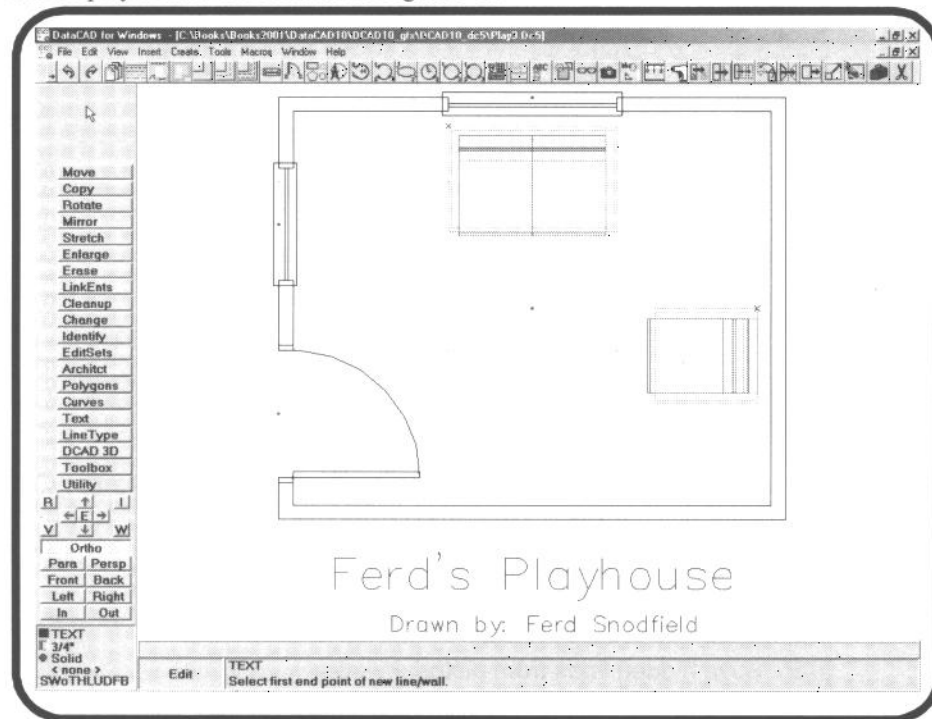 DataCAD for Windows - [C:\Books\Books2001\DataCAD10\DCAD10_gfx\DCAD10_dc5\Play3.Dc5]
File Edit View Insert Create Tools Macros Window Help
Move
Copy
Rotate
Mirror
Stretch
Enlarge
Erase
LinkEnts
Cleanup
Change
Identify
EditSets
Architct
Polygons
Curves
Text
LineType
DCAD 3D
Toolbox
Utility
R I
E
V W
Ortho
Para Persp
Front Back
Left Right
In Out
Ferd's Playhouse
Drawn by: Ferd Snodfield
TEXT
3/4"
Solid
< none >
SWoTHLUDFB
Edit
TEXT
Select first end point of new line/wall.